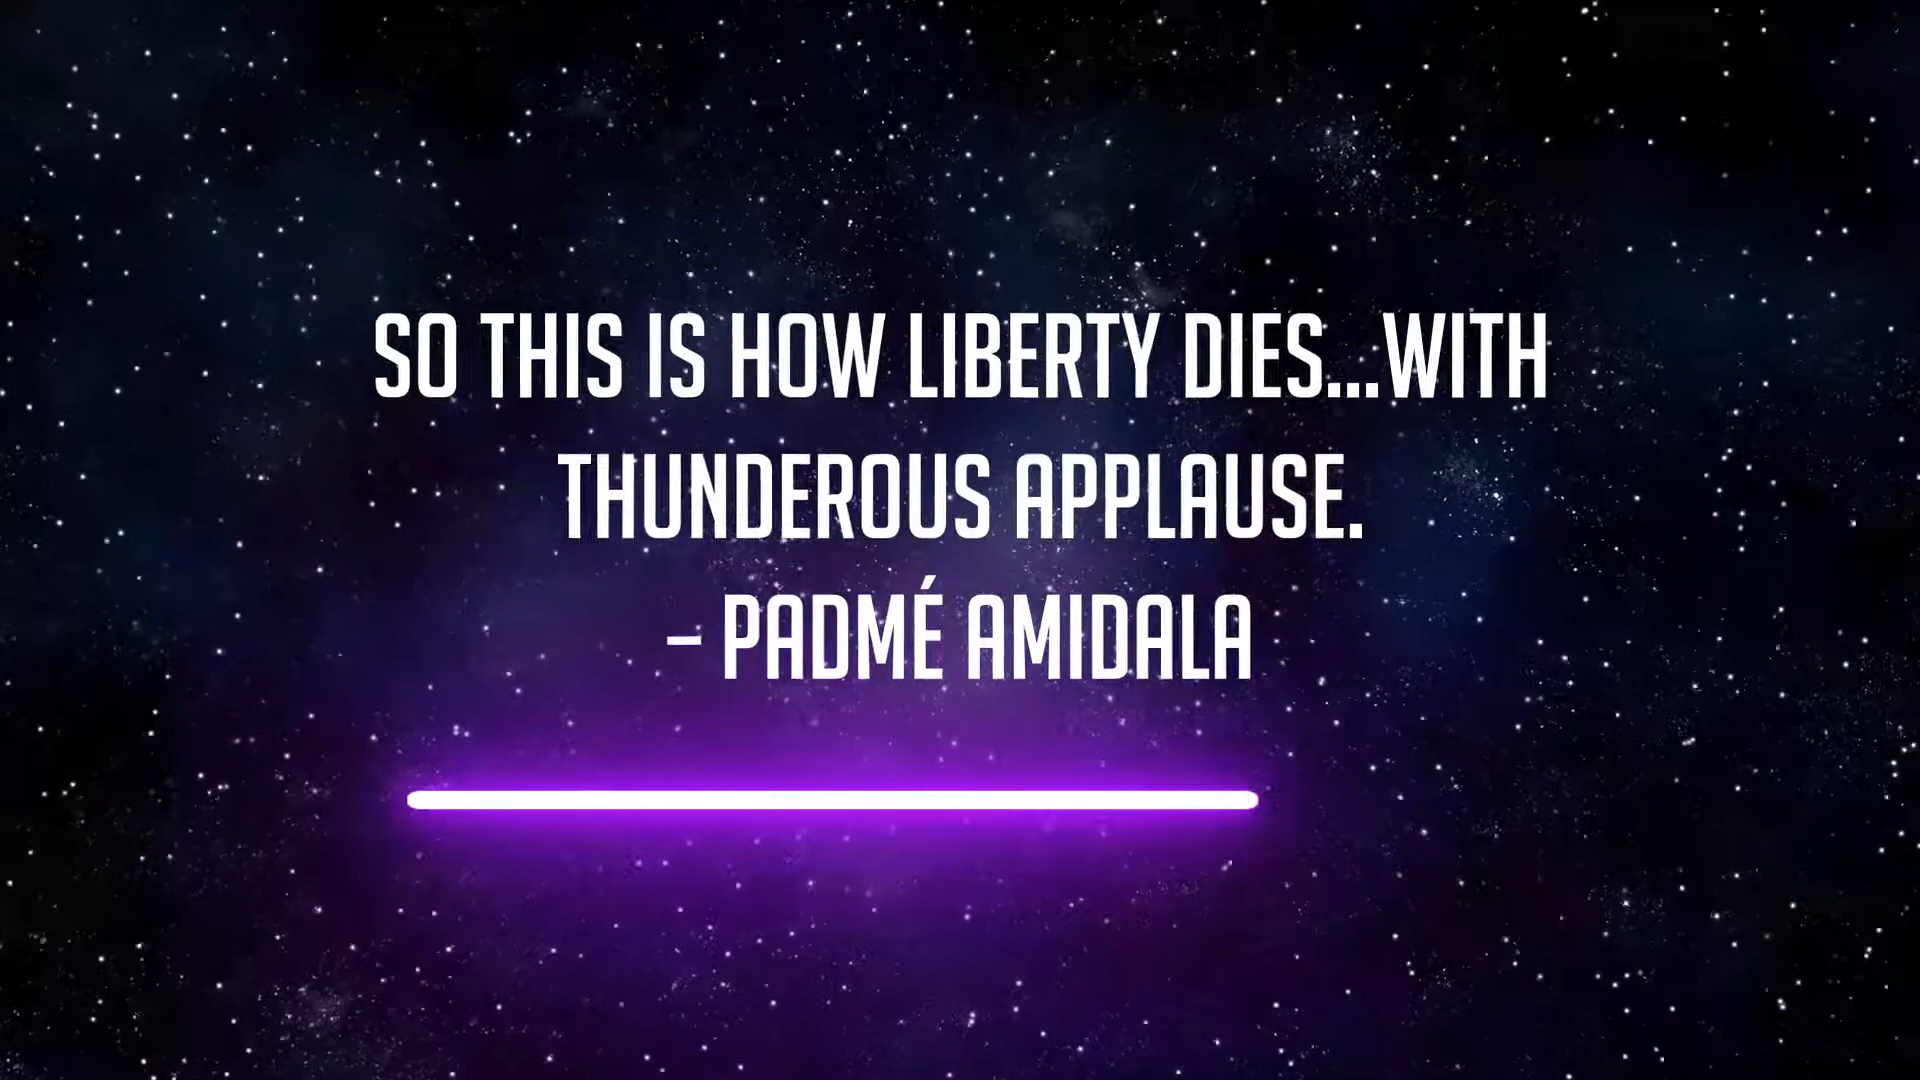 SO THIS IS HOW LIBERTY DIES...WITH
THUNDEROUS APPLAUSE.
– PADMÉ AMIDALA